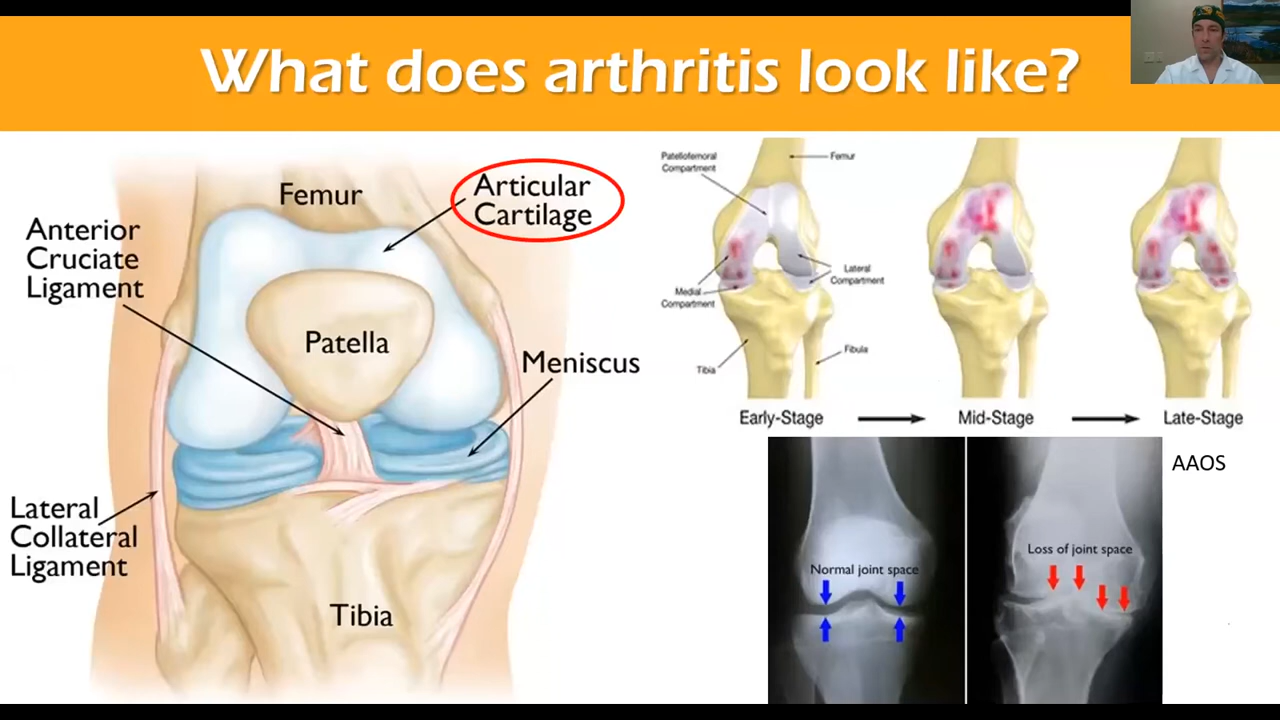 What does arthritis look like?
Femur
Articular
Cartilage
Anterior
Cruciate
Ligament
Patella
Meniscus
Lateral
Collateral
Ligament
Tibia
Patellofemoral
Compartment
Femur
Lateral
Compartment
Medial
Compartment
Tibia
Fibula
Early-Stage
Mid-Stage
Late-Stage
AAOS
Normal joint space
Loss of joint space